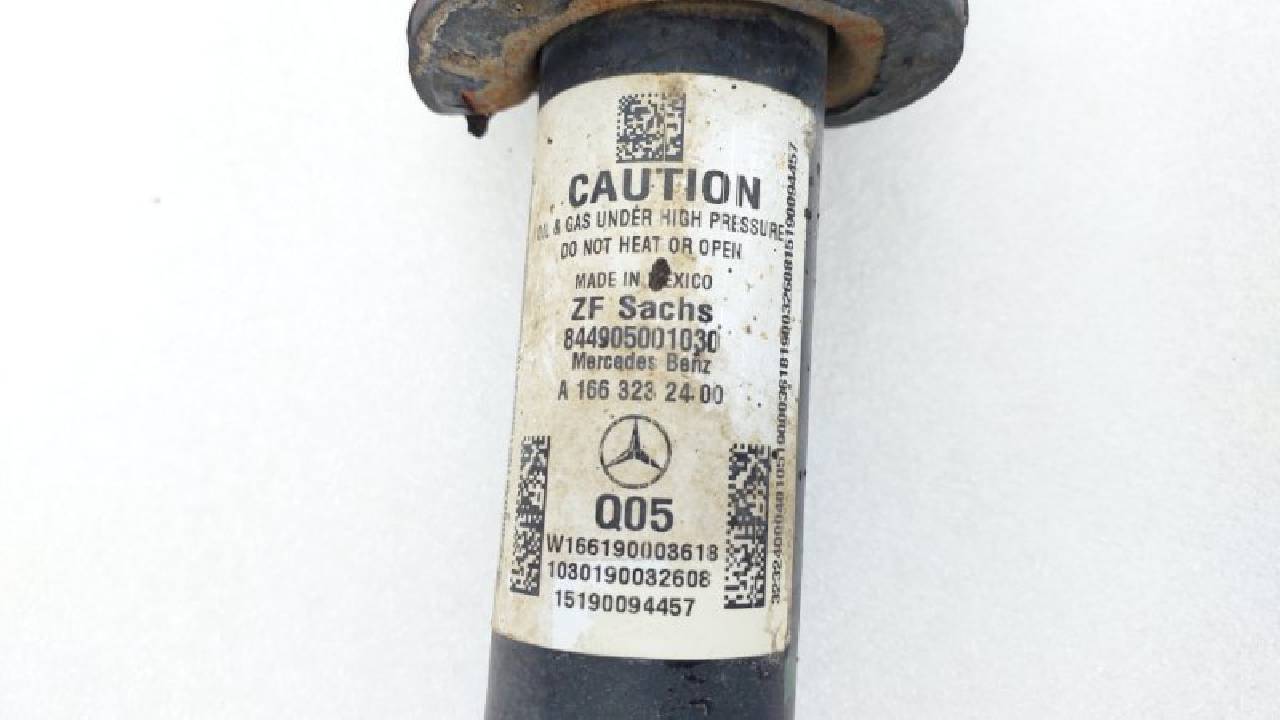 CAUTION
OIL & GAS UNDER HIGH PRESSURE
DO NOT HEAT OR OPEN
MADE IN MEXICO
ZF Sachs
844905001030
Mercedes Benz
A 166 323 24 00
Q05
W166190003618
1030190032608
15190094457